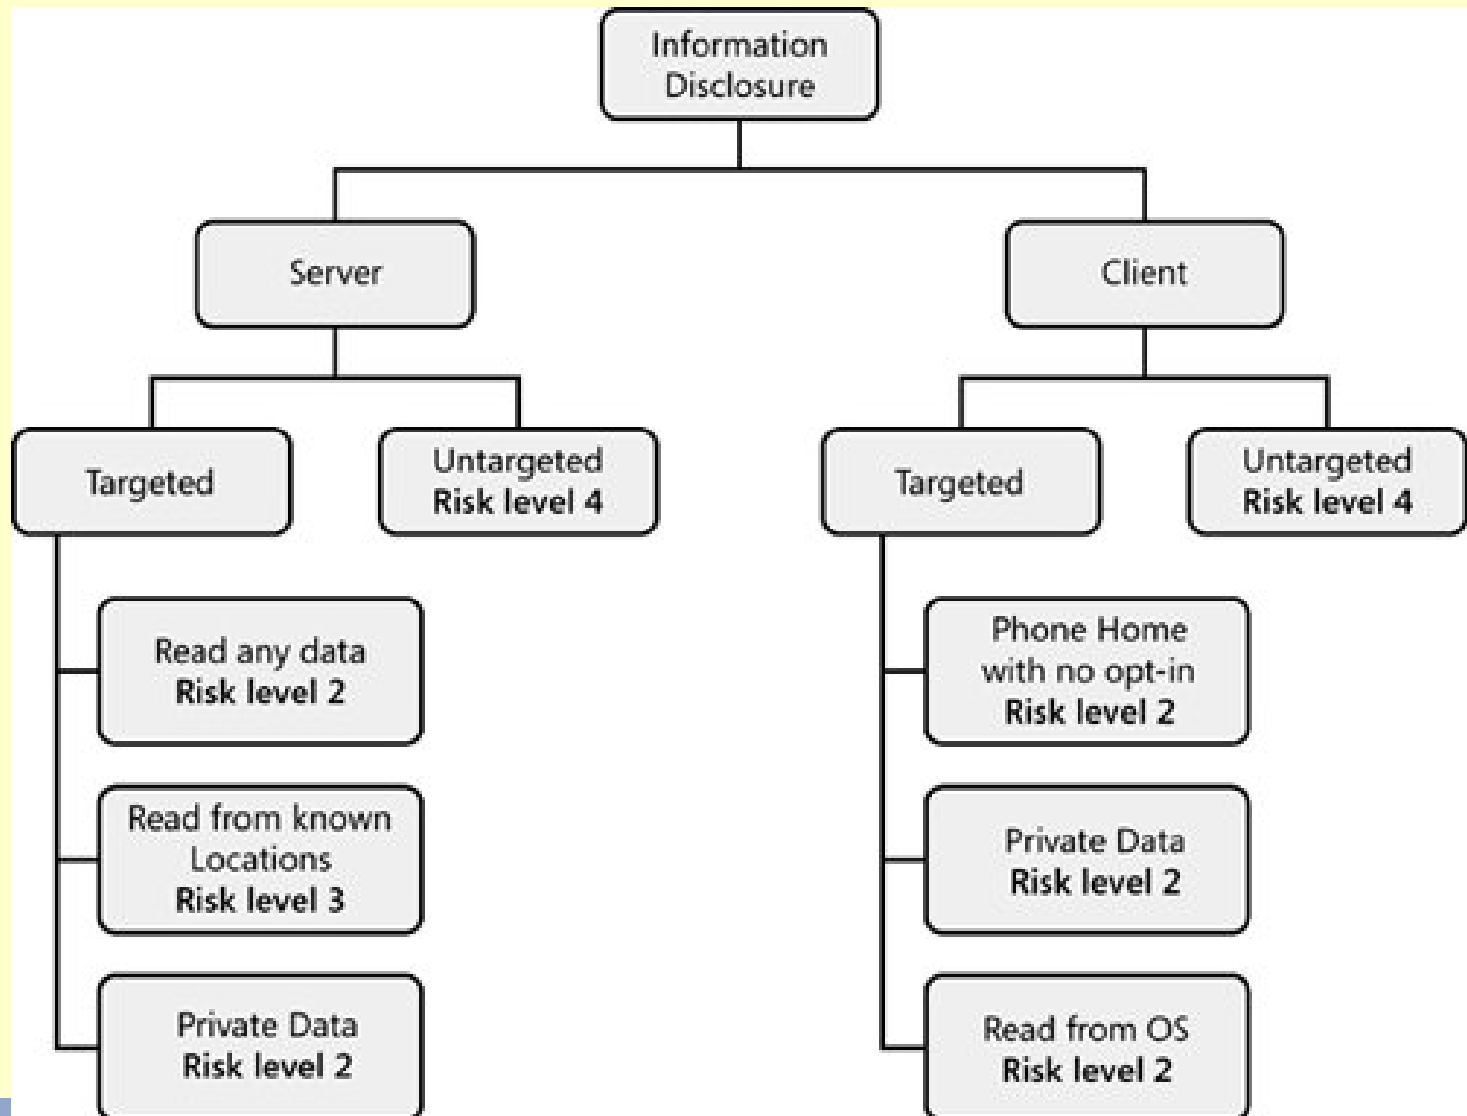 Information
Disclosure
Server
Client
Targeted
Untargeted
Risk level 4
Targeted
Untargeted
Risk level 4
Read any data
Risk level 2
Read from known
Locations
Risk level 3
Private Data
Risk level 2
Phone Home
with no opt-in
Risk level 2
Private Data
Risk level 2
Read from OS
Risk level 2